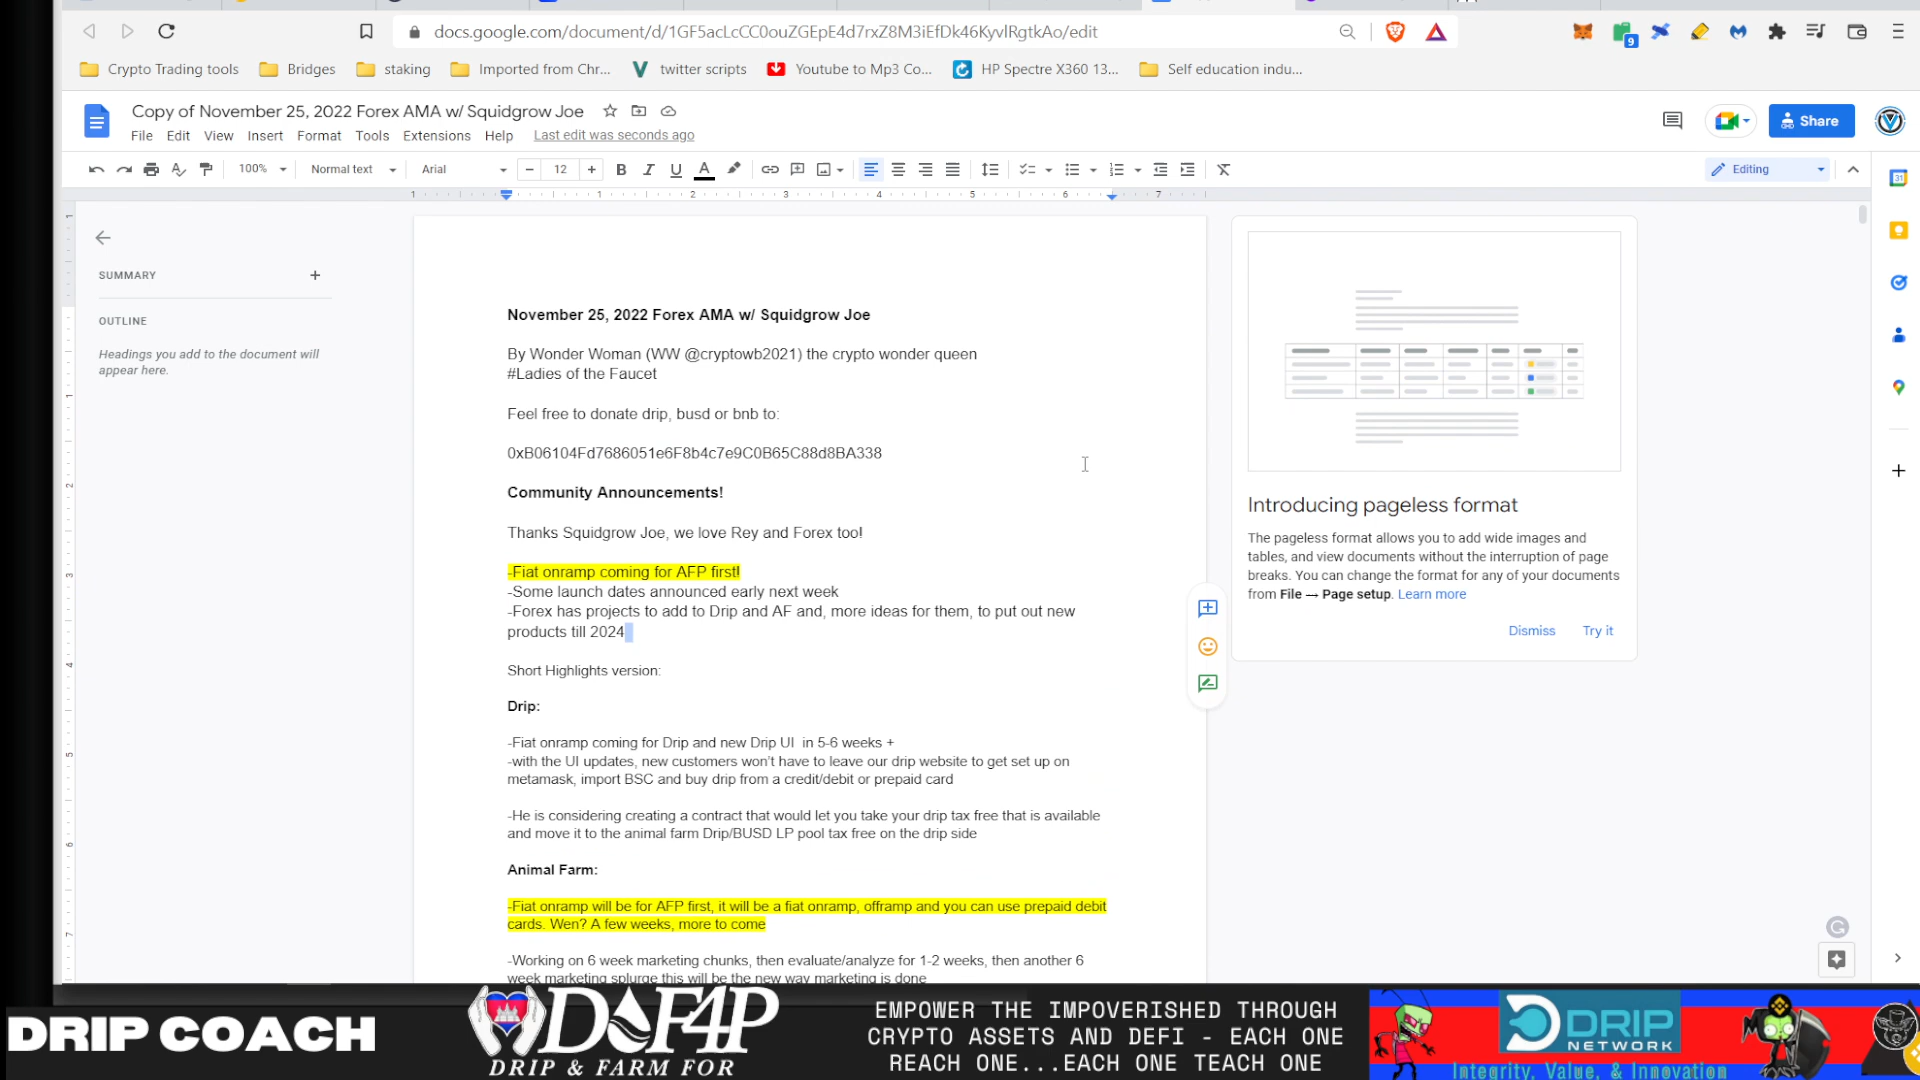 docs.google.com/document/d/1GF5acLcCC0ouZGEpE4d7rxZ8M3iEfDk46KyvlRgtkAo/edit
9
Crypto Trading tools
Bridges
staking
Imported from Chr...
twitter scripts
Youtube to Mp3 Co...
HP Spectre X360 13...
Self education indu...
Copy of November 25, 2022 Forex AMA w/ Squidgrow Joe
File Edit View Insert Format Tools Extensions Help Last edit was seconds ago
Share
100% Normal text Arial 12 Editing
31
1 1 2 3 4 5 6 7
SUMMARY
OUTLINE
Headings you add to the document will
appear here.
November 25, 2022 Forex AMA w/ Squidgrow Joe
By Wonder Woman (WW @cryptowb2021) the crypto wonder queen
#Ladies of the Faucet
Feel free to donate drip, busd or bnb to:
0xB06104Fd7686051e6F8b4c7e9C0B65C88d8BA338
Community Announcements!
Thanks Squidgrow Joe, we love Rey and Forex too!
-Fiat onramp coming for AFP first!
-Some launch dates announced early next week
-Forex has projects to add to Drip and AF and, more ideas for them, to put out new
products till 2024
Short Highlights version:
Drip:
-Fiat onramp coming for Drip and new Drip UI in 5-6 weeks +
-with the UI updates, new customers won't have to leave our drip website to get set up on
metamask, import BSC and buy drip from a credit/debit or prepaid card
-He is considering creating a contract that would let you take your drip tax free that is available
and move it to the animal farm Drip/BUSD LP pool tax free on the drip side
Animal Farm:
-Fiat onramp will be for AFP first, it will be a fiat onramp, offramp and you can use prepaid debit
cards. Wen? A few weeks, more to come
-Working on 6 week marketing chunks, then evaluate/analyze for 1-2 weeks, then another 6
week marketing splurge this will be the new way marketing is done
Introducing pageless format
The pageless format allows you to add wide images and
tables, and view documents without the interruption of page
breaks. You can change the format for any of your documents
from File → Page setup. Learn more
Dismiss Try it
DRIP COACH
DAF4P
DRIP & FARM FOR
EMPOWER THE IMPOVERISHED THROUGH
CRYPTO ASSETS AND DEFI - EACH ONE
REACH ONE...EACH ONE TEACH ONE
DRIP
NETWORK
Integrity, Value, & Innovation